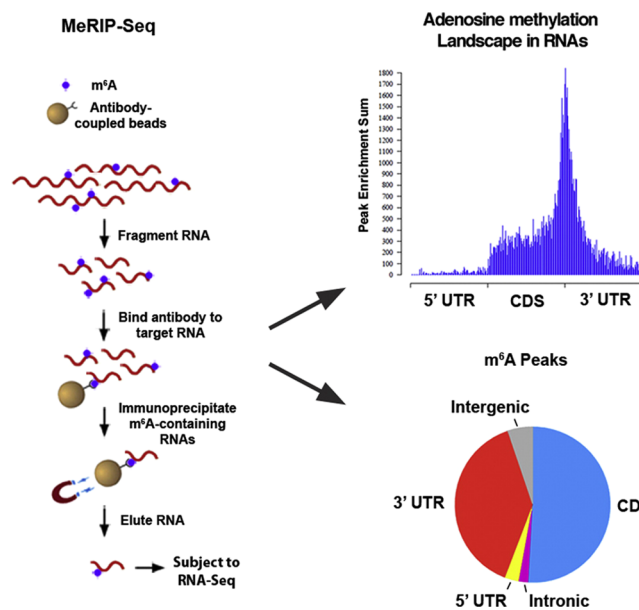 MeRIP-Seq
m⁶A
Antibody-
coupled beads
Fragment RNA
Bind antibody to
target RNA
Immunoprecipitate
m⁶A-containing
RNAs
Elute RNA
Subject to
RNA-Seq
Adenosine methylation
Landscape in RNAs
Peak Enrichment Sum
1800
1700
1600
1500
1400
1300
1200
1100
1000
900
800
700
600
500
400
300
200
100
0
5’ UTR
CDS
3’ UTR
m⁶A Peaks
Intergenic
3’ UTR
CD
5’ UTR
Intronic